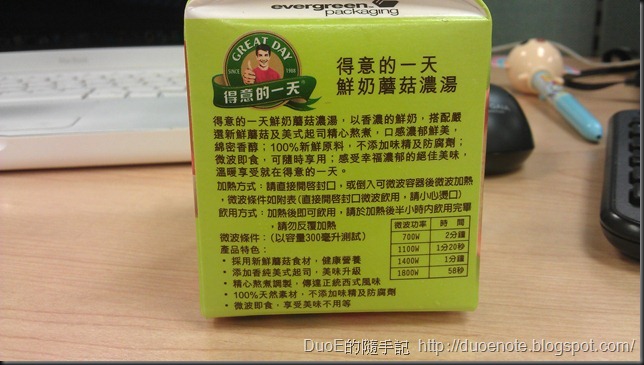 evergreen
packaging
GREAT DAY
SINCE 1988
得意的一天
得意的一天
鮮奶蘑菇濃湯
得意的一天鮮奶蘑菇濃湯，以香濃的鮮奶，搭配嚴
選新鮮蘑菇及美式起司精心熬煮，口感濃郁鮮美，
綿密香醇；100%新鮮原料，不添加味精及防腐劑；
微波即食，可隨時享用；感受幸福濃郁的絕佳美味，
溫暖享受就在得意的一天。
加熱方式：請直接開啓封口，或倒入可微波容器後微波加熱
，微波條件如附表(直接開啓封口微波飲用，請小心燙口)
飲用方式：加熱後即可飲用，請於加熱後半小時內飲用完畢
，請勿反覆加熱
微波條件：(以容量300毫升測試)
微波功率 時 間
700W 2分鐘
1100W 1分20秒
1400W 1分鐘
1800W 58秒
產品特色：
• 採用新鮮蘑菇食材，健康營養
• 添加香純美式起司，美味升級
• 精心熬煮調製，傳達正統西式風味
• 100%天然素材，不添加味精及防腐劑
• 微波即食，享受美味不用等
DuoE的隨手記 http://duoenote.blogspot.com/